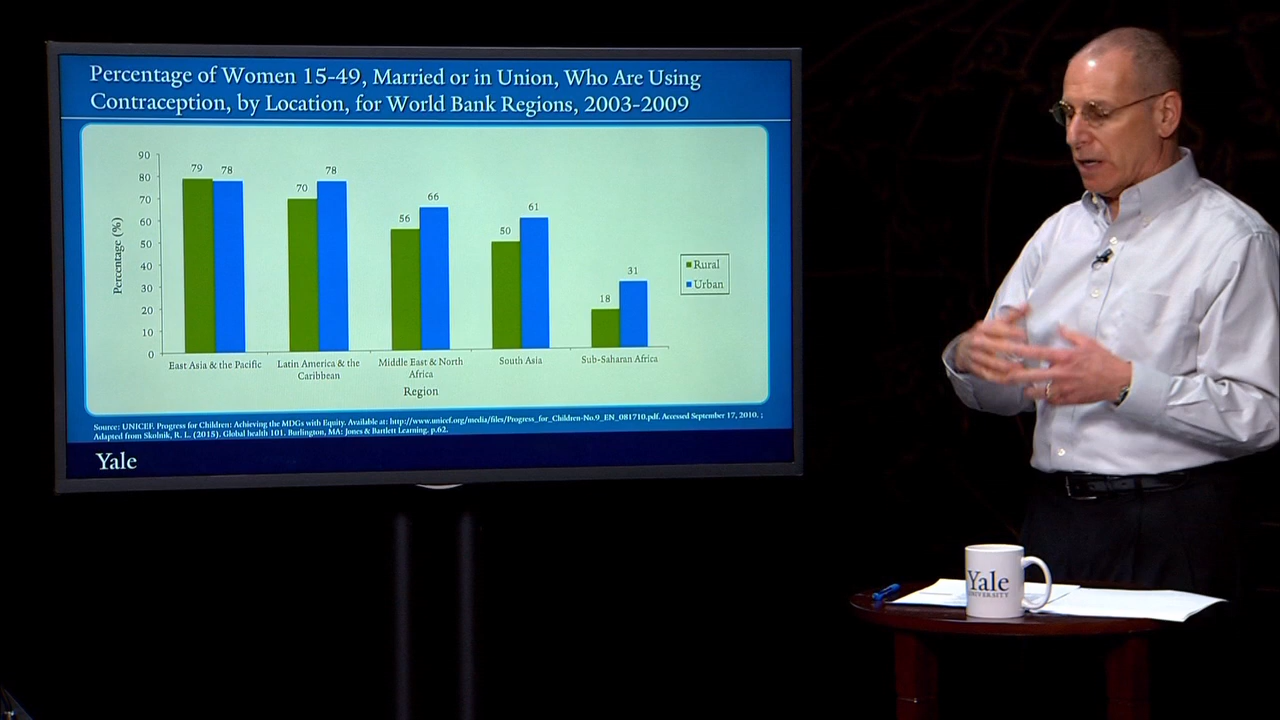 Percentage of Women 15-49, Married or in Union, Who Are Using
Contraception, by Location, for World Bank Regions, 2003-2009
Percentage (%)
90
80
70
60
50
40
30
20
10
0
79
78
70
78
56
66
50
61
18
31
East Asia & the Pacific
Latin America & the
Caribbean
Middle East & North
Africa
South Asia
Sub-Saharan Africa
Region
Rural
Urban
Source: UNICEF. Progress for Children: Achieving the MDGs with Equity. Available at: http://www.unicef.org/media/files/Progress_for_Children-No.9_EN_081710.pdf. Accessed September 17, 2010. ;
Adapted from Skolnik, R. L. (2015). Global health 101. Burlington, MA: Jones & Bartlett Learning. p.62.
Yale
Yale
UNIVERSITY